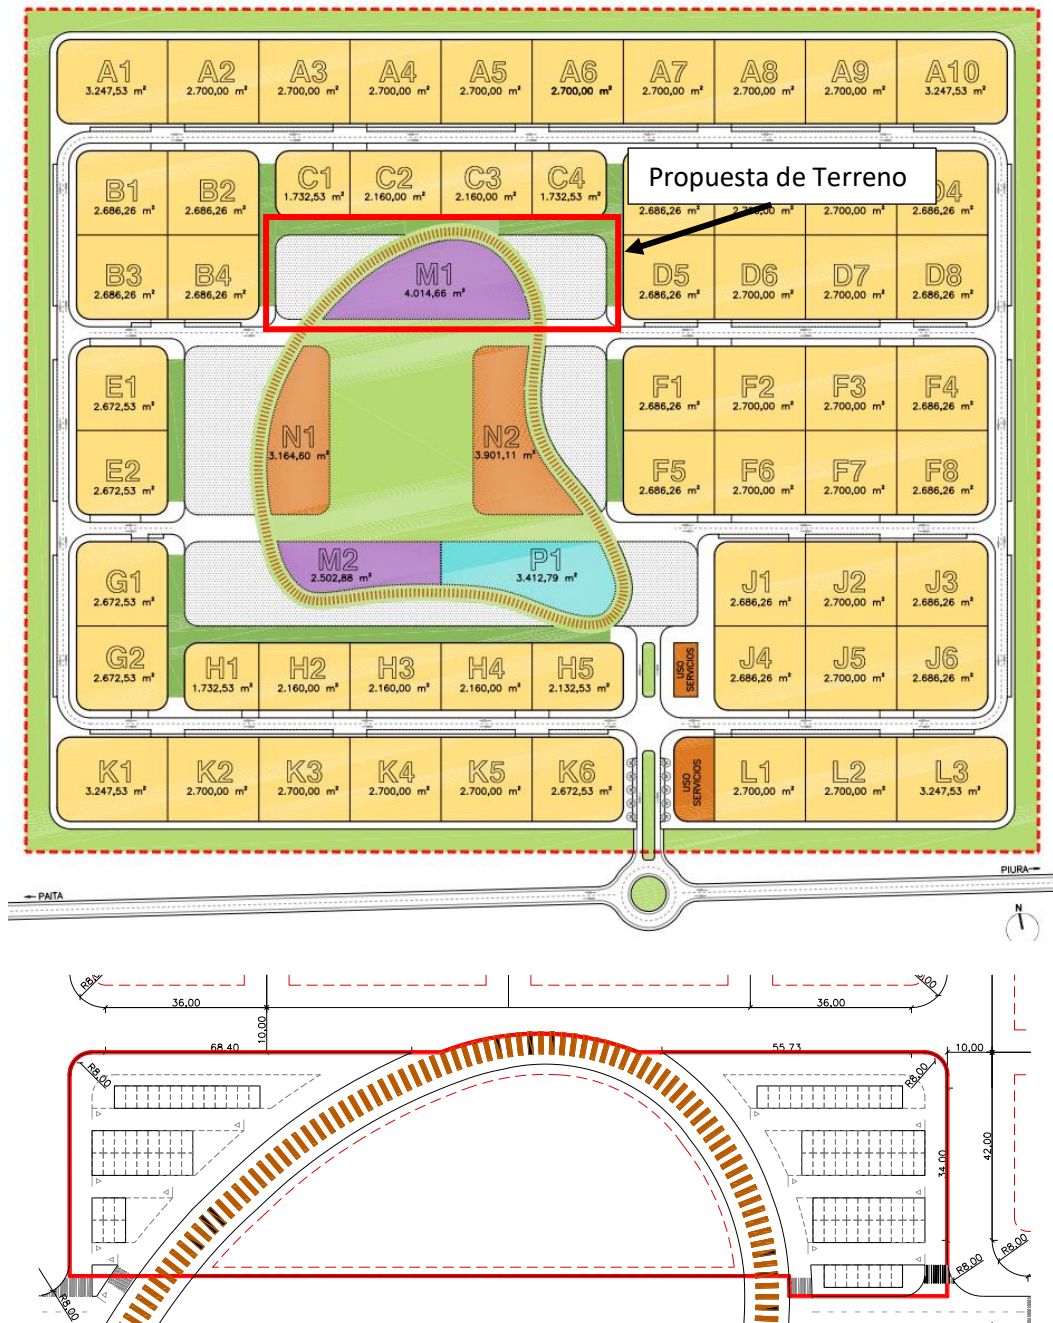 A1
3.247,53 m²
A2
2.700,00 m²
A3
2.700,00 m²
A4
2.700,00 m²
A5
2.700,00 m²
A6
2.700,00 m²
A7
2.700,00 m²
A8
2.700,00 m²
A9
2.700,00 m²
A10
3.247,53 m²
B1
2.686,26 m²
B2
2.686,26 m²
C1
1.732,53 m²
C2
2.160,00 m²
C3
2.160,00 m²
C4
1.732,53 m²
Propuesta de Terreno
2.686,26 m²
2.700,00 m²
2.700,00 m²
D4
2.686,26 m²
B3
2.686,26 m²
B4
2.686,26 m²
M1
4.014,66 m²
D5
2.686,26 m²
D6
2.700,00 m²
D7
2.700,00 m²
D8
2.686,26 m²
E1
2.672,53 m²
F1
2.686,26 m²
F2
2.700,00 m²
F3
2.700,00 m²
F4
2.686,26 m²
N1
3.164,60 m²
N2
3.901,11 m²
E2
2.672,53 m²
F5
2.686,26 m²
F6
2.700,00 m²
F7
2.700,00 m²
F8
2.686,26 m²
G1
2.672,53 m²
M2
2.502,88 m²
P1
3.412,79 m²
J1
2.686,26 m²
J2
2.700,00 m²
J3
2.686,26 m²
G2
2.672,53 m²
H1
1.732,53 m²
H2
2.160,00 m²
H3
2.160,00 m²
H4
2.160,00 m²
H5
2.132,53 m²
USO
SERVICIOS
J4
2.686,26 m²
J5
2.700,00 m²
J6
2.686,26 m²
K1
3.247,53 m²
K2
2.700,00 m²
K3
2.700,00 m²
K4
2.700,00 m²
K5
2.700,00 m²
K6
2.672,53 m²
USO
SERVICIOS
L1
2.700,00 m²
L2
2.700,00 m²
L3
3.247,53 m²
PIURA
PAITA
N
36,00
36,00
10,00
68,40
55,73
10,00
R8,00
R8,00
42,00
34,00
R8,00
R8,00
R8,00